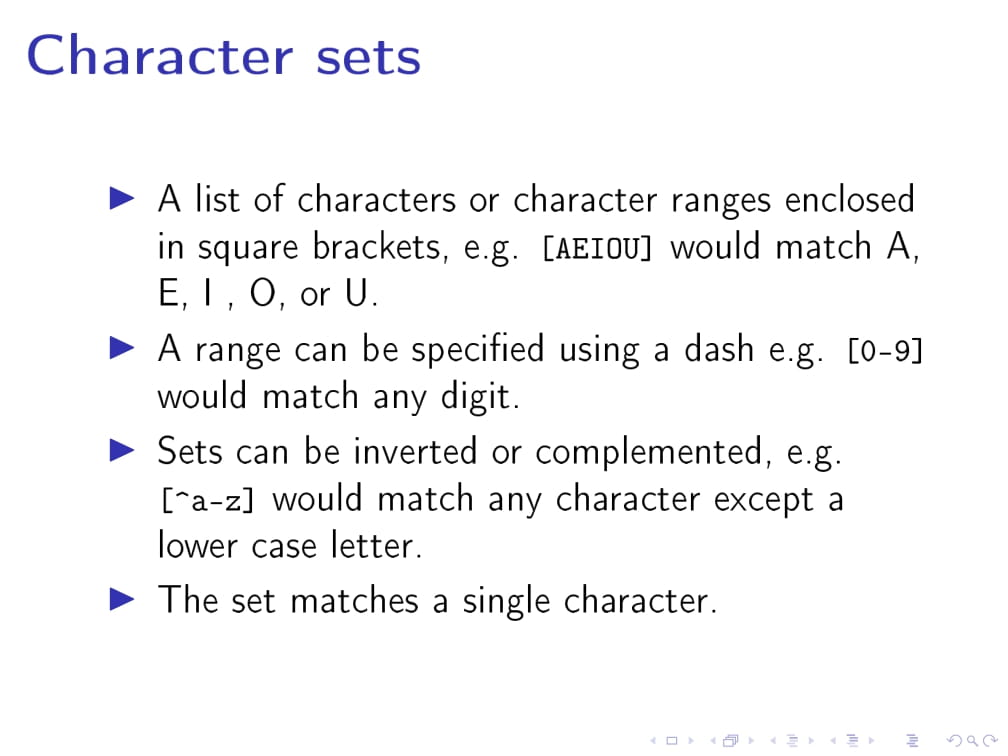 Character sets
A list of characters or character ranges enclosed
in square brackets, e.g. [AEIOU] would match A,
E, I , O, or U.
A range can be specified using a dash e.g. [0-9]
would match any digit.
Sets can be inverted or complemented, e.g.
[^a-z] would match any character except a
lower case letter.
The set matches a single character.